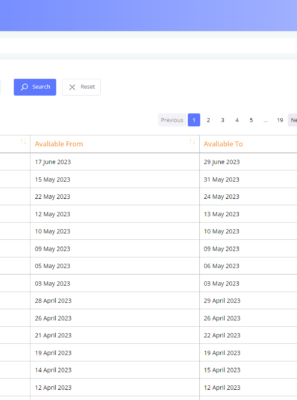 Search Reset
Previous 1 2 3 4 5 ... 19 Ne
Available From Available To
17 June 2023 29 June 2023
15 May 2023 31 May 2023
22 May 2023 24 May 2023
12 May 2023 13 May 2023
10 May 2023 10 May 2023
09 May 2023 09 May 2023
05 May 2023 06 May 2023
03 May 2023 03 May 2023
28 April 2023 29 April 2023
26 April 2023 26 April 2023
21 April 2023 22 April 2023
19 April 2023 19 April 2023
14 April 2023 15 April 2023
12 April 2023 12 April 2023